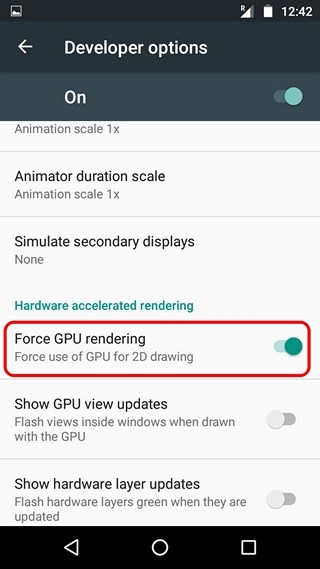 R 12:42
Developer options
On
Animation scale 1x
Animator duration scale
Animation scale 1x
Simulate secondary displays
None
Hardware accelerated rendering
Force GPU rendering
Force use of GPU for 2D drawing
Show GPU view updates
Flash views inside windows when drawn
with the GPU
Show hardware layer updates
Flash hardware layers green when they are
updated